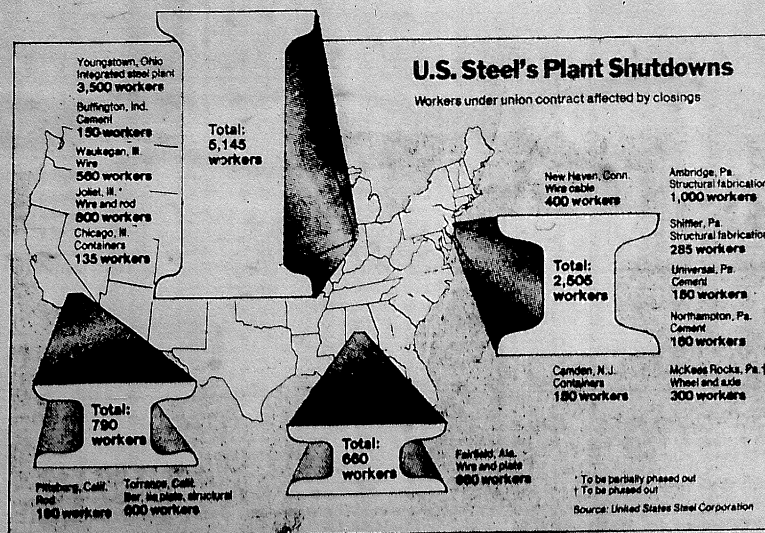 U.S. Steel's Plant Shutdowns
Workers under union contract affected by closings
Youngstown, Ohio
Integrated steel plant
3,500 workers
Buffington, Ind.
Cement
150 workers
Waukegan, Ill.
Wire
560 workers
Joliet, Ill.*
Wire and rod
800 workers
Chicago, Ill.
Containers
135 workers
Total:
5,145
workers
New Haven, Conn.
Wire cable
400 workers
Ambridge, Pa.
Structural fabrication
1,000 workers
Shiffler, Pa.
Structural fabrication
285 workers
Universal, Pa.
Cement
180 workers
Northampton, Pa.
Cement
160 workers
McKees Rocks, Pa.†
Wheel and axle
300 workers
Camden, N.J.
Containers
180 workers
Total:
2,505
workers
Total:
790
workers
Pittsburg, Calif.
Rod
190 workers
Torrance, Calif.
Bar, tie plate, structural
600 workers
Total:
660
workers
Fairfield, Ala.
Wire and plate
660 workers
* To be partially phased out
† To be phased out
Source: United States Steel Corporation